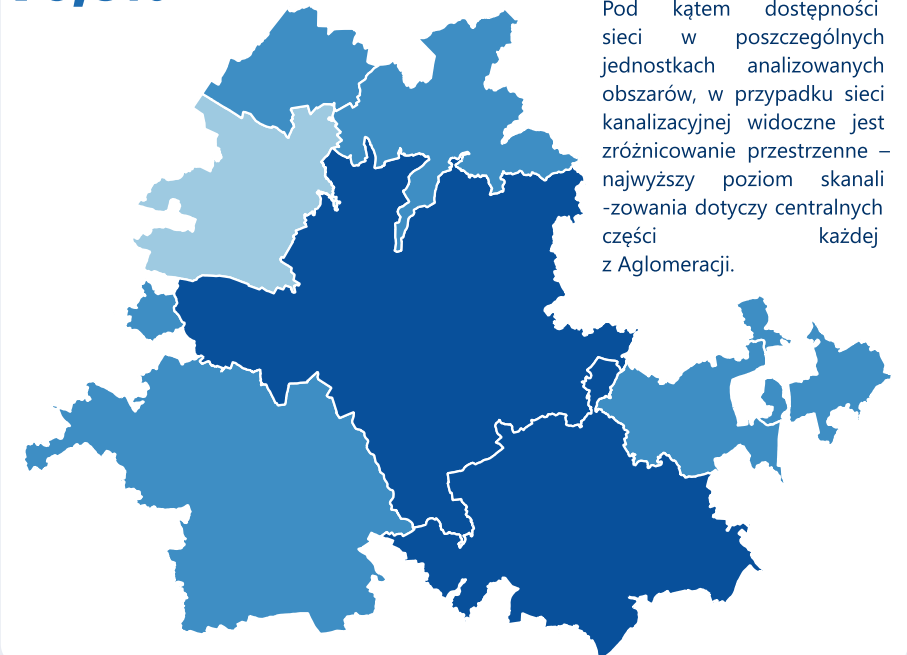 Pod kątem dostępności
sieci w poszczególnych
jednostkach analizowanych
obszarów, w przypadku sieci
kanalizacyjnej widoczne jest
zróżnicowanie przestrzenne –
najwyższy poziom skanali
-zowania dotyczy centralnych
części każdej
z Aglomeracji.